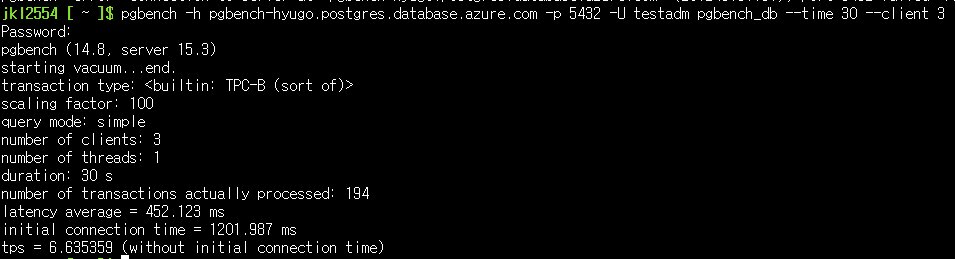 jkl2554 [ ~ ]$ pgbench -h pgbench-hyugo.postgres.database.azure.com -p 5432 -U testadm pgbench_db --time 30 --client 3
Password:
pgbench (14.8, server 15.3)
starting vacuum...end.
transaction type: <builtin: TPC-B (sort of)>
scaling factor: 100
query mode: simple
number of clients: 3
number of threads: 1
duration: 30 s
number of transactions actually processed: 194
latency average = 452.123 ms
initial connection time = 1201.987 ms
tps = 6.635359 (without initial connection time)